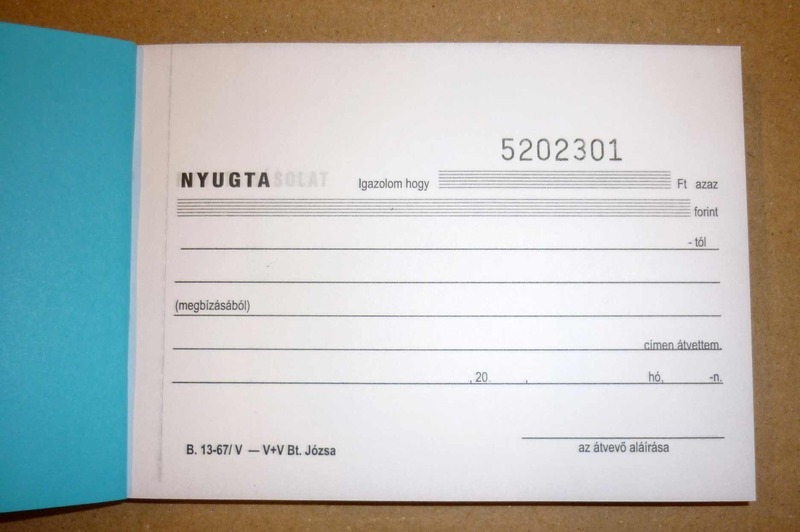 5202301
NYUGTA Igazolom hogy Ft azaz
forint
- tól
(megbízásából)
címen átvettem.
, 20 , hó, -n.
B. 13-67/ V — V+V Bt. Józsa
az átvevő aláírása